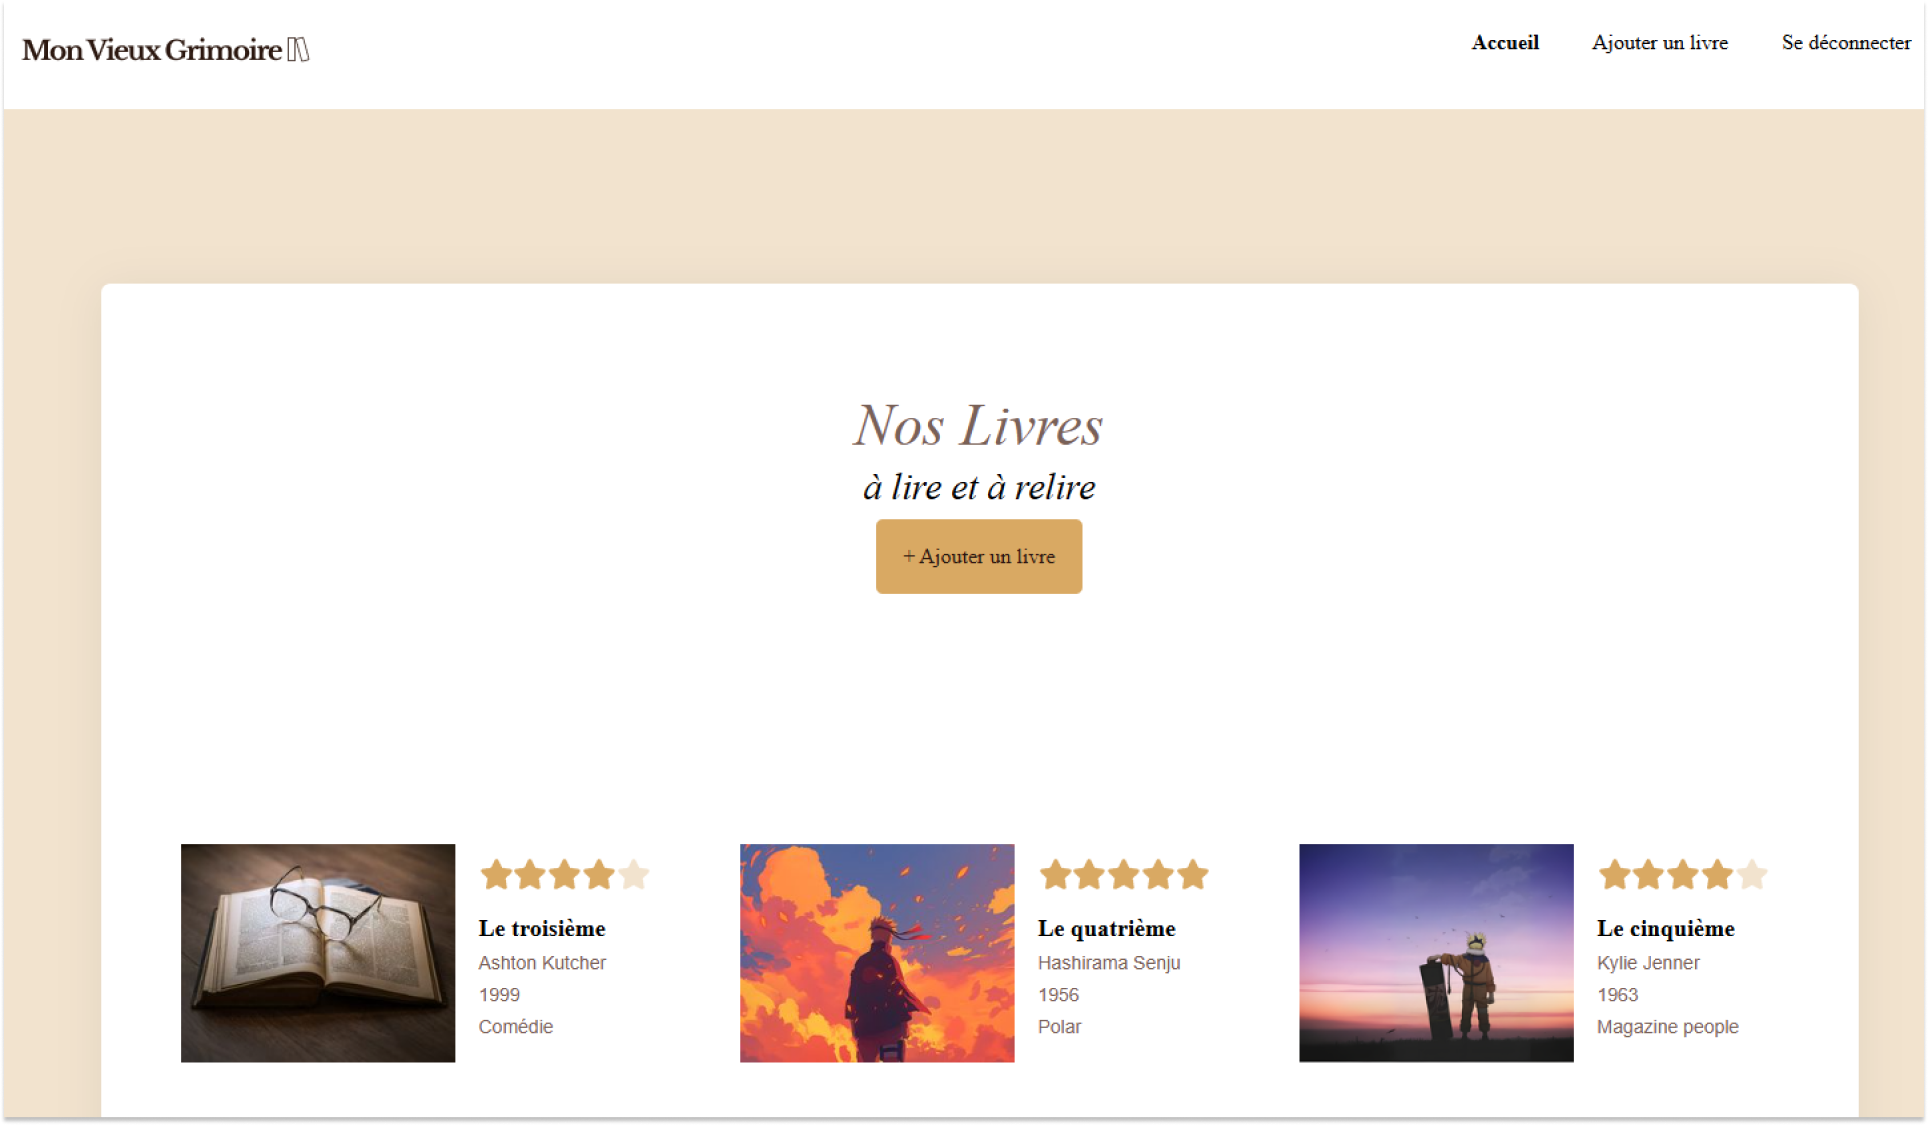 Mon Vieux Grimoire
Accueil
Ajouter un livre
Se déconnecter
Nos Livres
à lire et à relire
+ Ajouter un livre
Le troisième
Ashton Kutcher
1999
Comédie
Le quatrième
Hashirama Senju
1956
Polar
Le cinquième
Kylie Jenner
1963
Magazine people